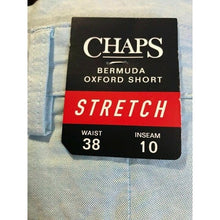 CHAPS
BERMUDA
OXFORD SHORT
STRETCH
WAIST INSEAM
38 10